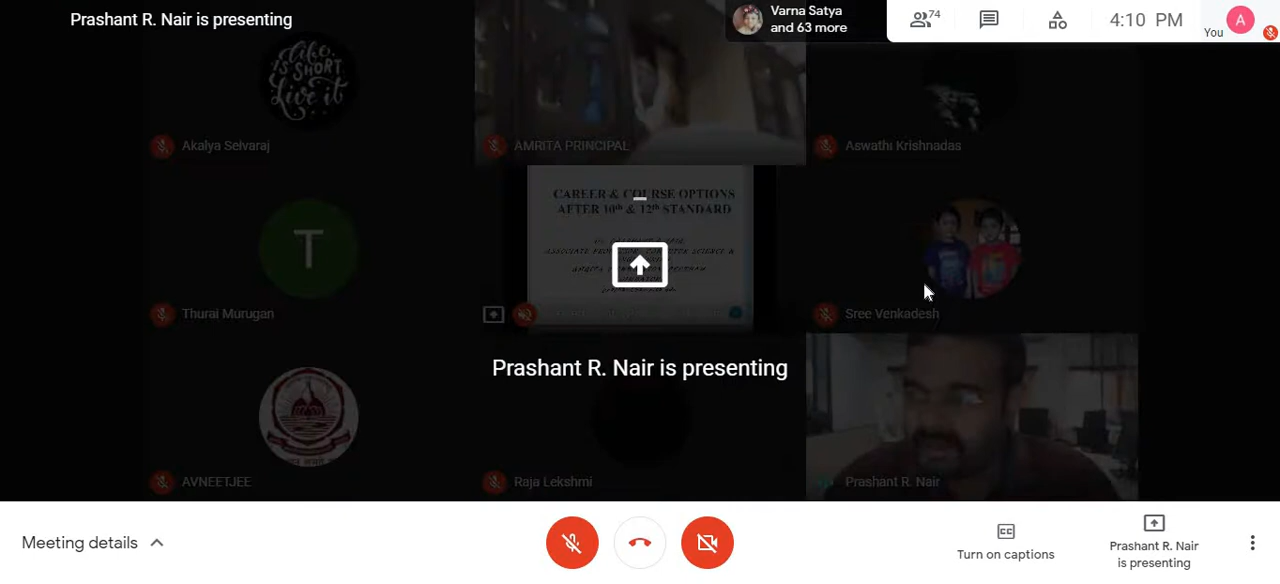 Prashant R. Nair is presenting
Varna Satya
and 63 more
74
4:10 PM
You
A
Life
IS SHORT
Live it
Akalya Selvaraj
AMRITA PRINCIPAL
Aswathi Krishnadas
CAREER & COURSE OPTIONS
AFTER 10th & 12th STANDARD
T
Thurai Murugan
Sree Venkadesh
Prashant R. Nair is presenting
AVNEETJEE
Raja Lekshmi
Prashant R. Nair
Meeting details
CC
Turn on captions
Prashant R. Nair
is presenting